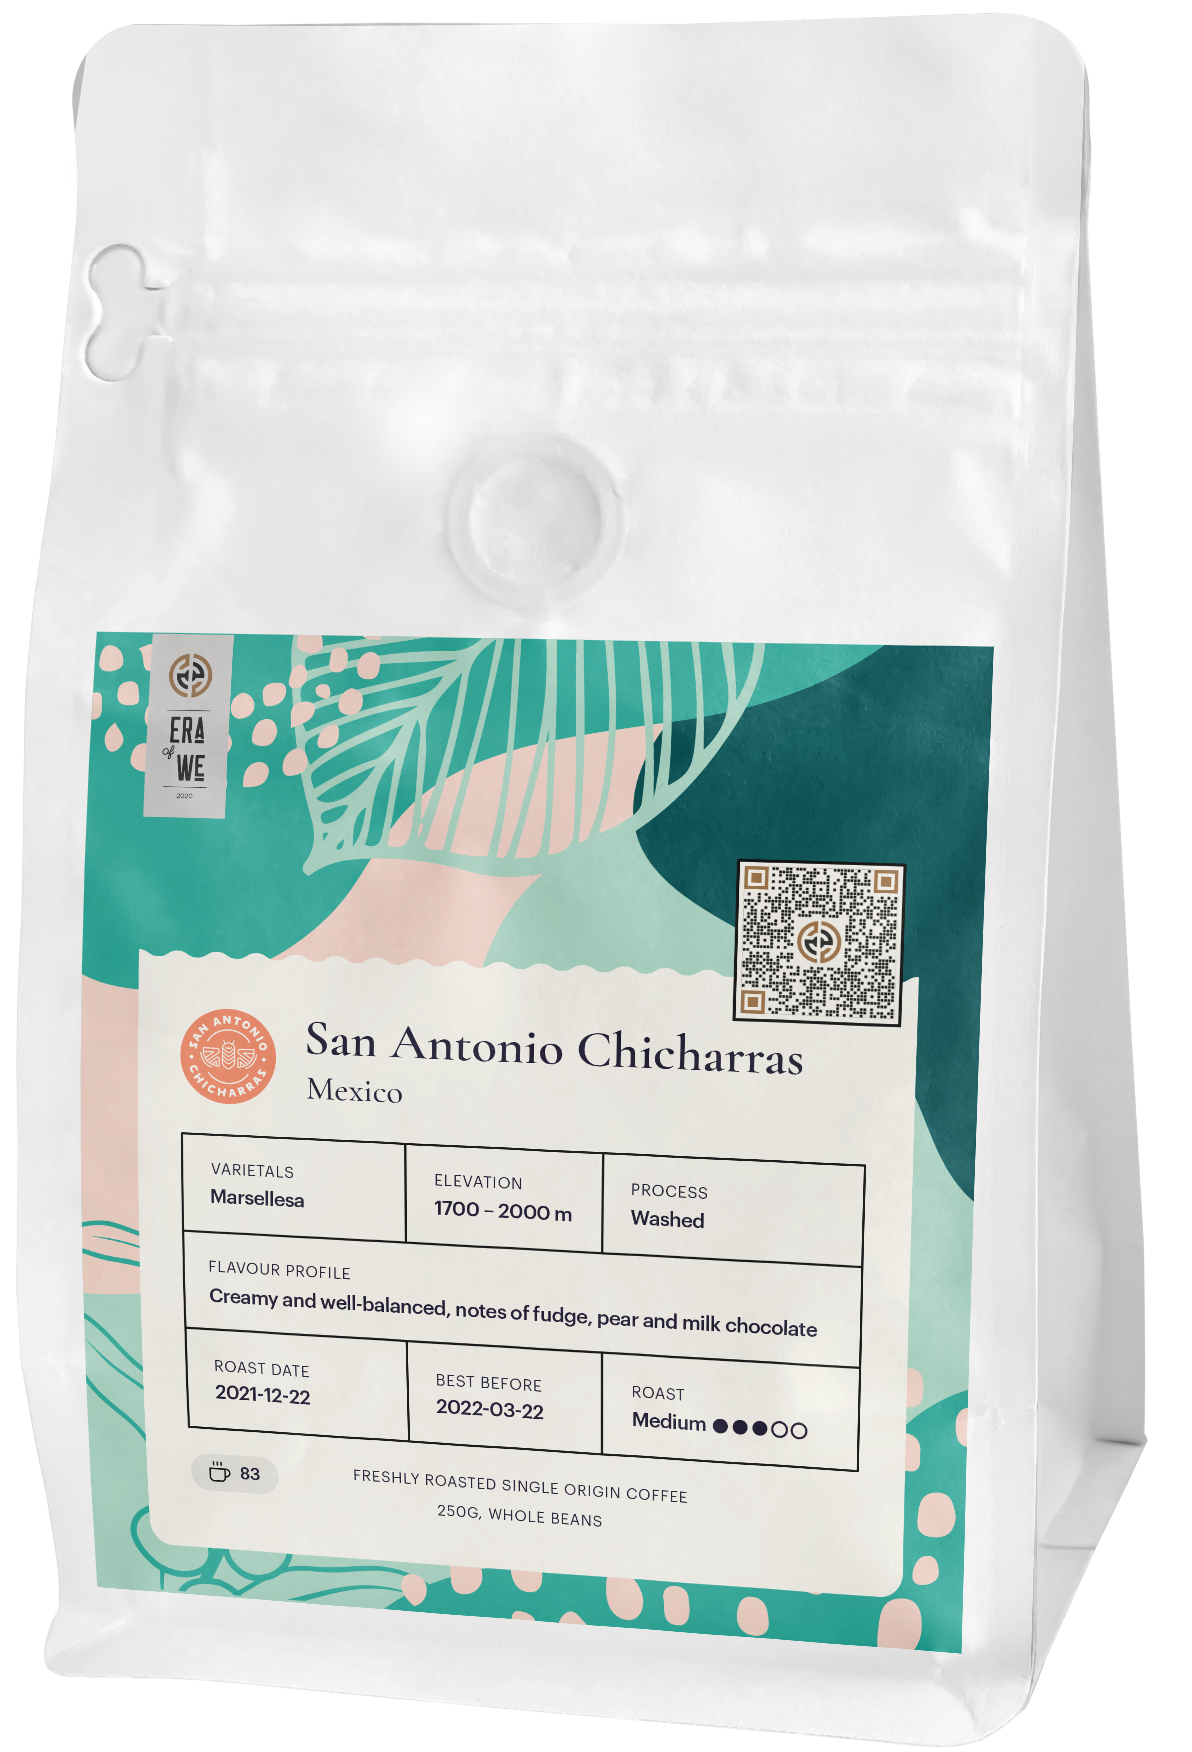 ERA
of
WE
2020
SAN ANTONIO
CHICHARRAS
San Antonio Chicharras
Mexico
VARIETALS
Marsellesa
ELEVATION
1700 – 2000 m
PROCESS
Washed
FLAVOUR PROFILE
Creamy and well-balanced, notes of fudge, pear and milk chocolate
ROAST DATE
2021-12-22
BEST BEFORE
2022-03-22
ROAST
Medium
83
FRESHLY ROASTED SINGLE ORIGIN COFFEE
250G, WHOLE BEANS